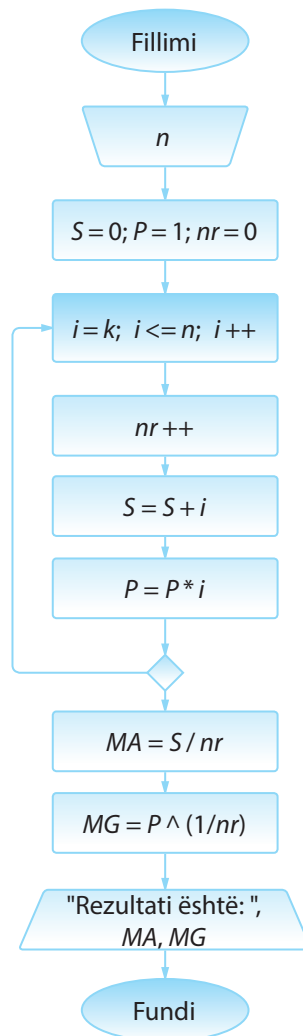 Fillimi
n
S = 0; P = 1; nr = 0
i = k; i <= n; i ++
nr ++
S = S + i
P = P * i
MA = S / nr
MG = P ^ (1/nr)
"Rezultati është: ",
MA, MG
Fundi